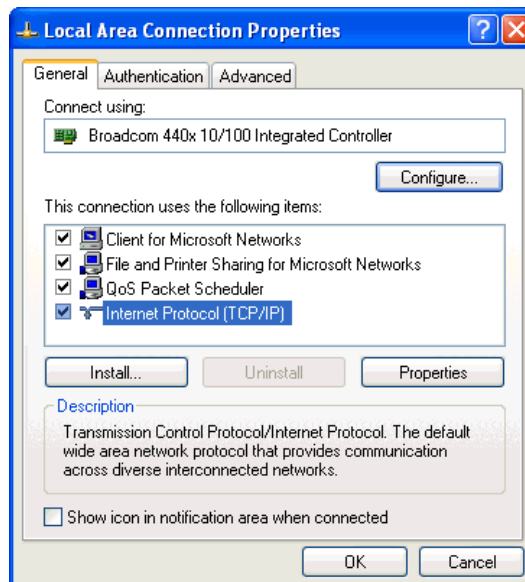 Local Area Connection Properties
General Authentication Advanced
Connect using:
Broadcom 440x 10/100 Integrated Controller
Configure...
This connection uses the following items:
Client for Microsoft Networks
File and Printer Sharing for Microsoft Networks
QoS Packet Scheduler
Internet Protocol (TCP/IP)
Install... Uninstall Properties
Description
Transmission Control Protocol/Internet Protocol. The default
wide area network protocol that provides communication
across diverse interconnected networks.
Show icon in notification area when connected
OK Cancel